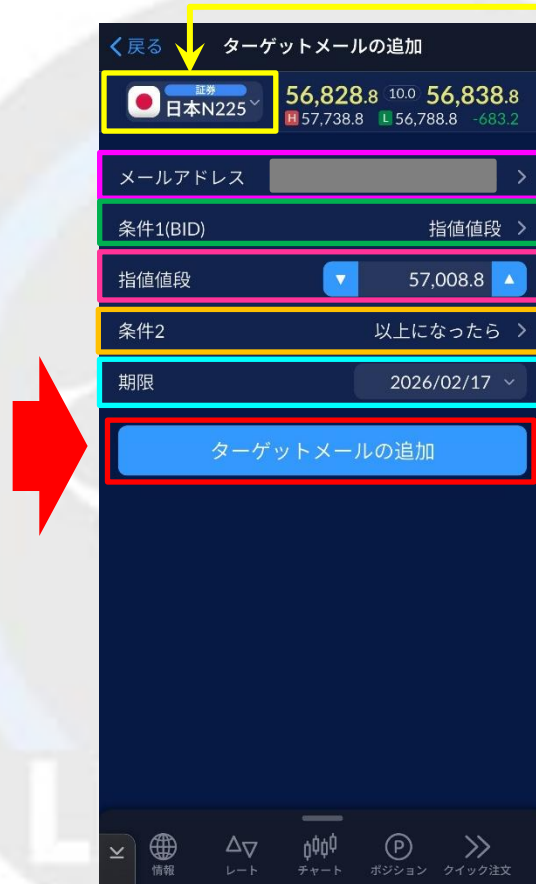 戻る ターゲットメールの追加
証券
日本N225
56,828.8 10.0 56,838.8
H 57,738.8 L 56,788.8 -683.2
メールアドレス
条件1(BID) 指値値段
指値値段 57,008.8
条件2 以上になったら
期限 2026/02/17
ターゲットメールの追加
情報 レート チャート ポジション クイック注文